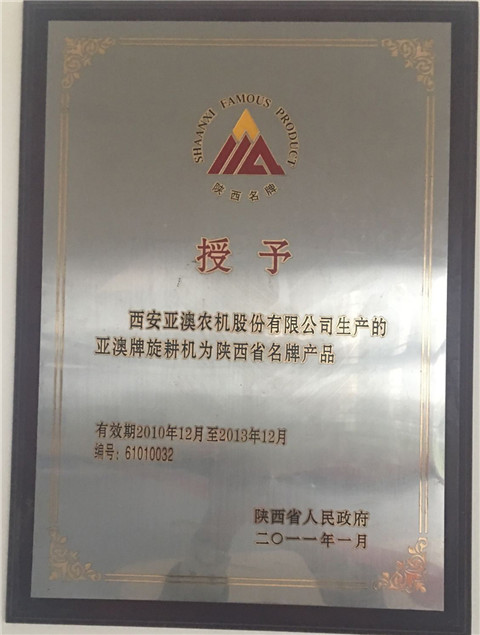 SHAANXI FAMOUS PRODUCT
陕西名牌
授予
西安亚澳农机股份有限公司生产的
亚澳牌旋耕机为陕西省名牌产品
有效期2010年12月至2013年12月
编号：61010032
陕西省人民政府
二〇一一年一月